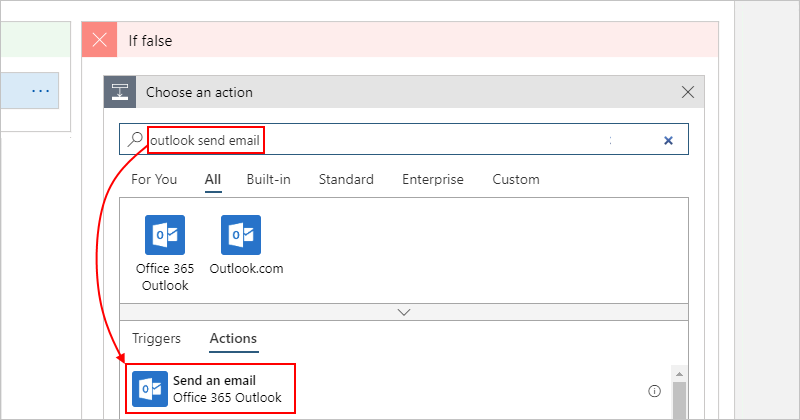 If false
Choose an action
outlook send email
For You All Built-in Standard Enterprise Custom
Office 365
Outlook
Outlook.com
Triggers Actions
Send an email
Office 365 Outlook